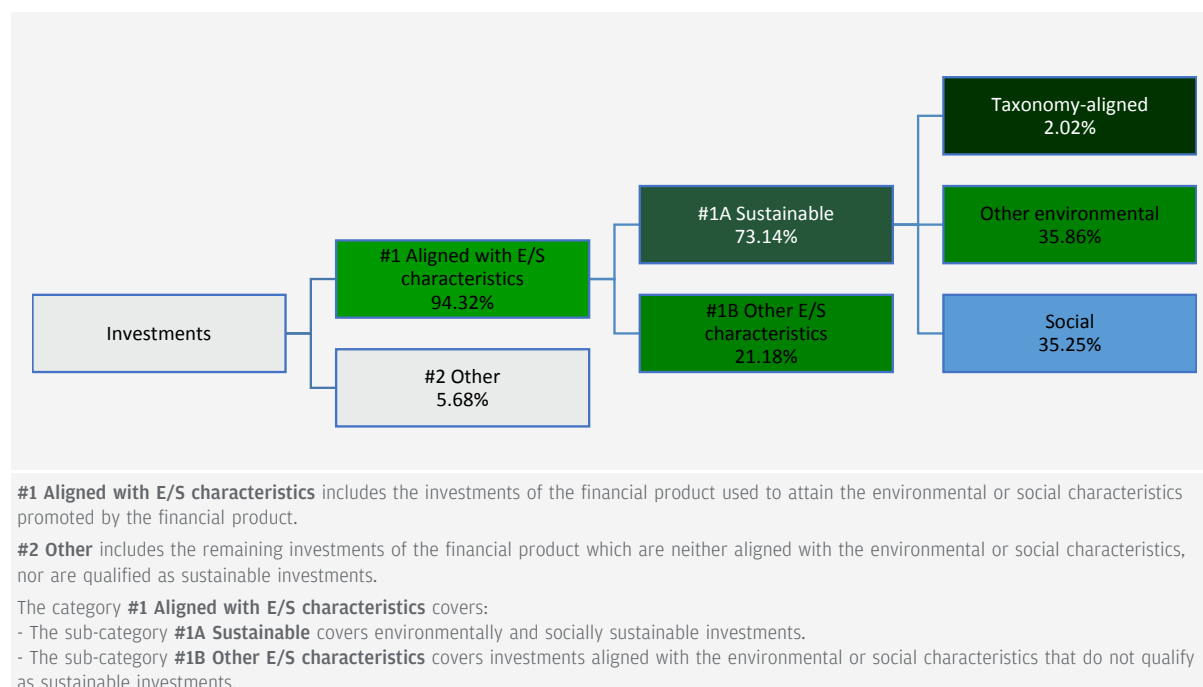 Taxonomy-aligned
2.02%
#1A Sustainable
73.14%
Other environmental
35.86%
#1 Aligned with E/S
characteristics
94.32%
Investments
#1B Other E/S
characteristics
21.18%
Social
35.25%
#2 Other
5.68%
#1 Aligned with E/S characteristics includes the investments of the financial product used to attain the environmental or social characteristics
promoted by the financial product.
#2 Other includes the remaining investments of the financial product which are neither aligned with the environmental or social characteristics,
nor are qualified as sustainable investments.
The category #1 Aligned with E/S characteristics covers:
- The sub-category #1A Sustainable covers environmentally and socially sustainable investments.
- The sub-category #1B Other E/S characteristics covers investments aligned with the environmental or social characteristics that do not qualify
as sustainable investments.